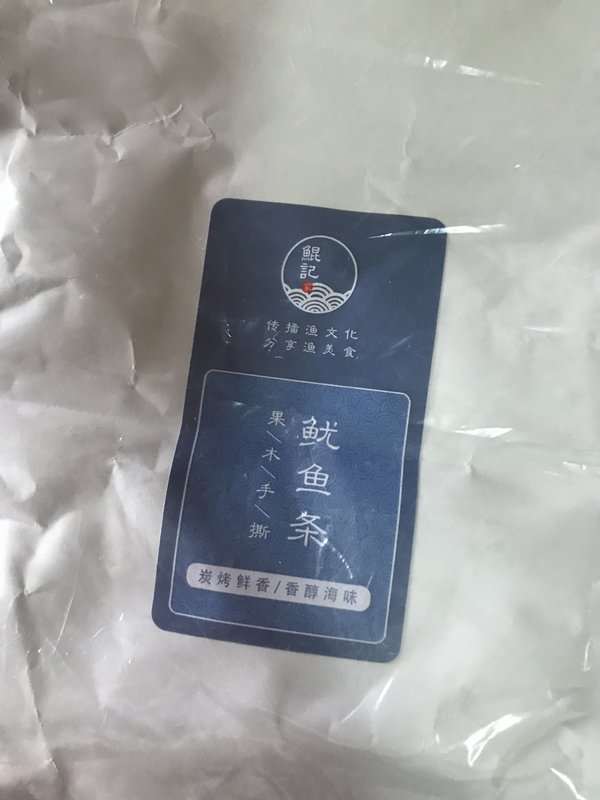 鯤記
传播渔文化
分享渔美食
鱿鱼条
果\木/手\撕
炭烤鲜香/香醇海味